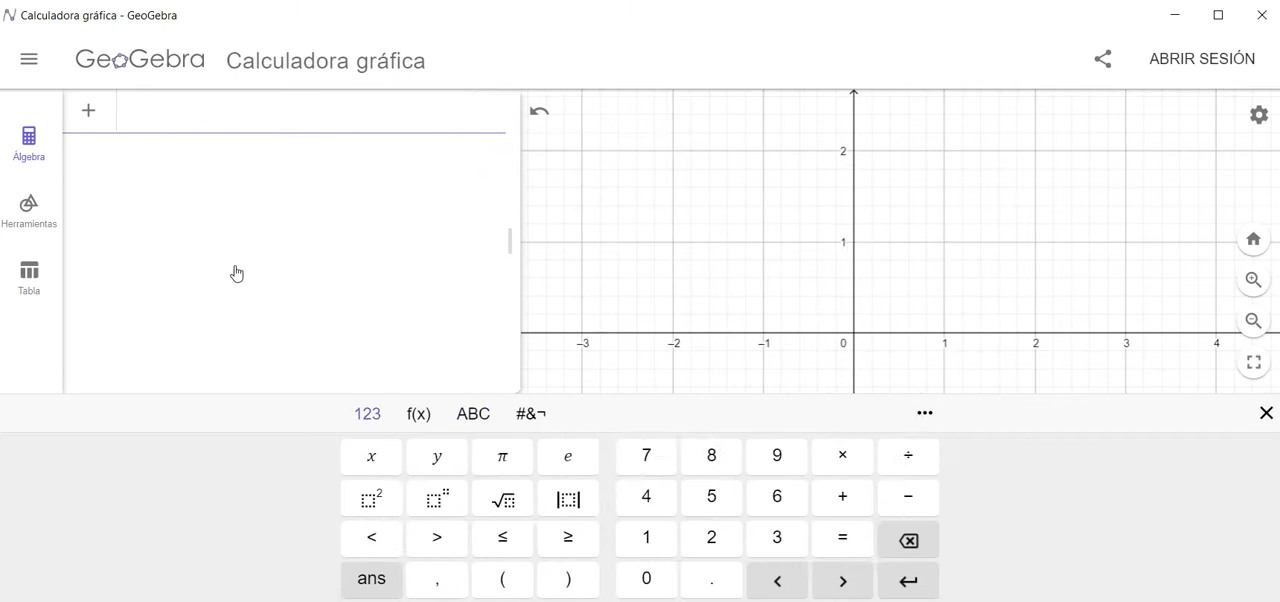 Calculadora gráfica - GeoGebra
GeoGebra Calculadora gráfica
ABRIR SESIÓN
+
Álgebra
Herramientas
Tabla
2
1
–3 –2 –1 0 1 2 3 4
123 f(x) ABC #&¬ •••
x y π e 7 8 9 × ÷
2 4 5 6 + −
< > ≤ ≥ 1 2 3 =
ans , ( ) 0 . < >